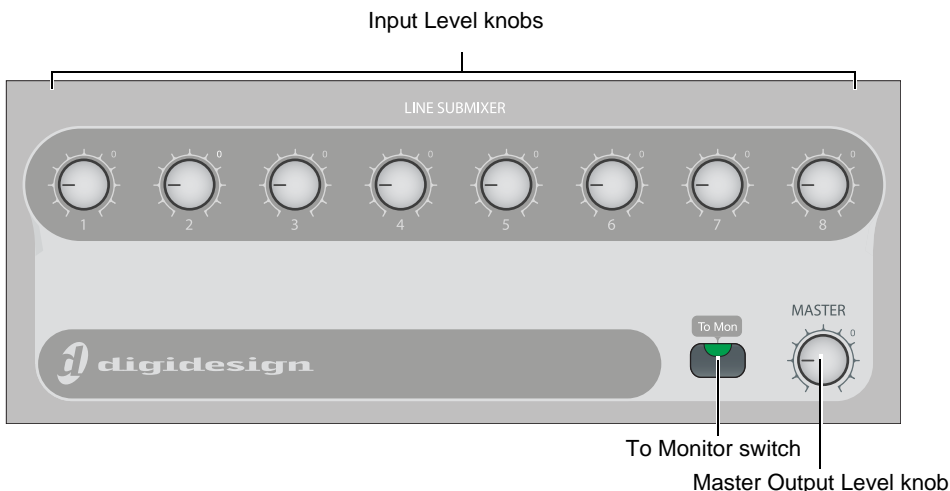 Input Level knobs
LINE SUBMIXER
0 0 0 0 0 0 0 0
1 2 3 4 5 6 7 8
MASTER
To Mon
0
digidesign
To Monitor switch
Master Output Level knob